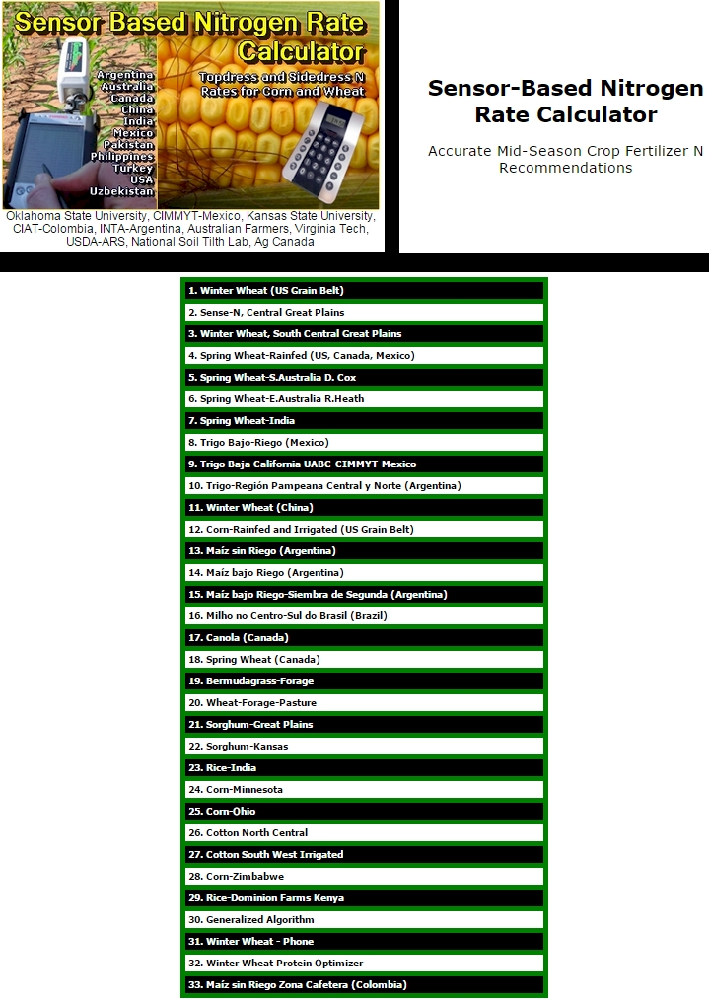 Sensor Based Nitrogen Rate
Calculator
Topdress and Sidedress N
Rates for Corn and Wheat
Argentina
Australia
Canada
China
India
Mexico
Pakistan
Philippines
Turkey
USA
Uzbekistan
Oklahoma State University, CIMMYT-Mexico, Kansas State University,
CIAT-Colombia, INTA-Argentina, Australian Farmers, Virginia Tech,
USDA-ARS, National Soil Tilth Lab, Ag Canada
Sensor-Based Nitrogen
Rate Calculator
Accurate Mid-Season Crop Fertilizer N
Recommendations
1. Winter Wheat (US Grain Belt)
2. Sense-N, Central Great Plains
3. Winter Wheat, South Central Great Plains
4. Spring Wheat-Rainfed (US, Canada, Mexico)
5. Spring Wheat-S.Australia D. Cox
6. Spring Wheat-E.Australia R.Heath
7. Spring Wheat-India
8. Trigo Bajo-Riego (Mexico)
9. Trigo Baja California UABC-CIMMYT-Mexico
10. Trigo-Región Pampeana Central y Norte (Argentina)
11. Winter Wheat (China)
12. Corn-Rainfed and Irrigated (US Grain Belt)
13. Maíz sin Riego (Argentina)
14. Maíz bajo Riego (Argentina)
15. Maíz bajo Riego-Siembra de Segunda (Argentina)
16. Milho no Centro-Sul do Brasil (Brazil)
17. Canola (Canada)
18. Spring Wheat (Canada)
19. Bermudagrass-Forage
20. Wheat-Forage-Pasture
21. Sorghum-Great Plains
22. Sorghum-Kansas
23. Rice-India
24. Corn-Minnesota
25. Corn-Ohio
26. Cotton North Central
27. Cotton South West Irrigated
28. Corn-Zimbabwe
29. Rice-Dominion Farms Kenya
30. Generalized Algorithm
31. Winter Wheat - Phone
32. Winter Wheat Protein Optimizer
33. Maíz sin Riego Zona Cafetera (Colombia)